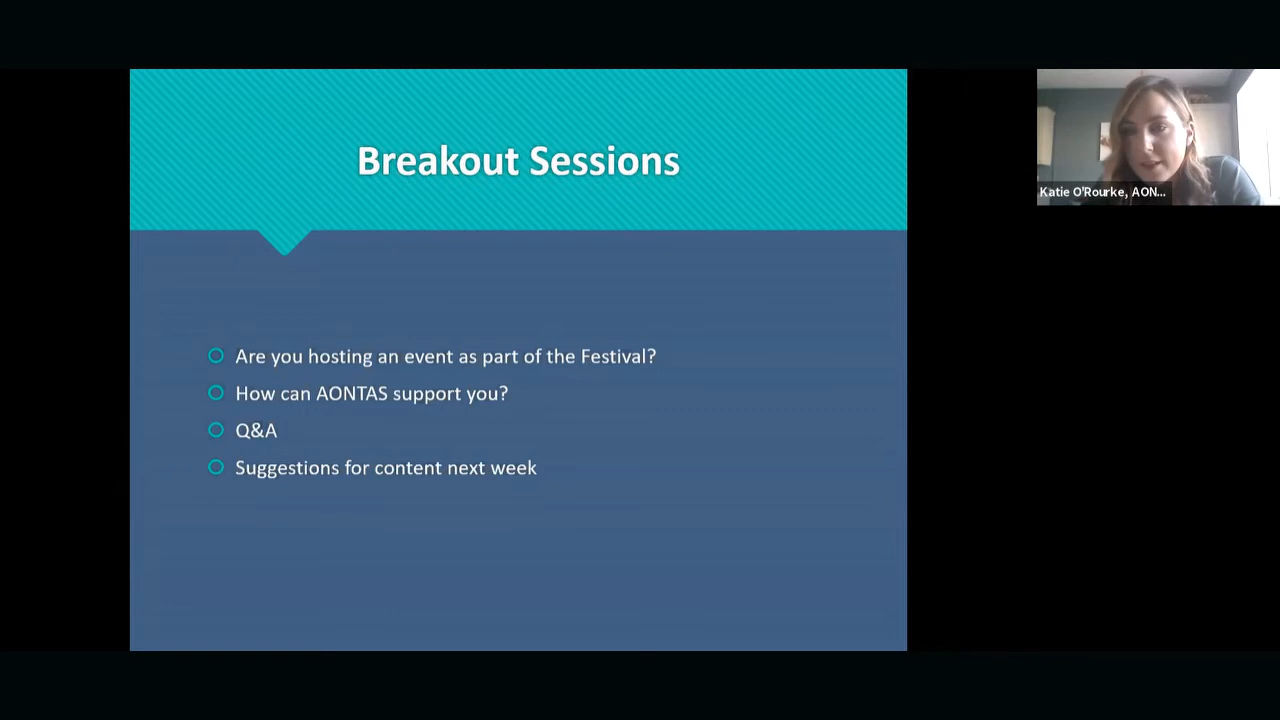 Breakout Sessions
Katie O'Rourke, AON...
Are you hosting an event as part of the Festival?
How can AONTAS support you?
Q&A
Suggestions for content next week